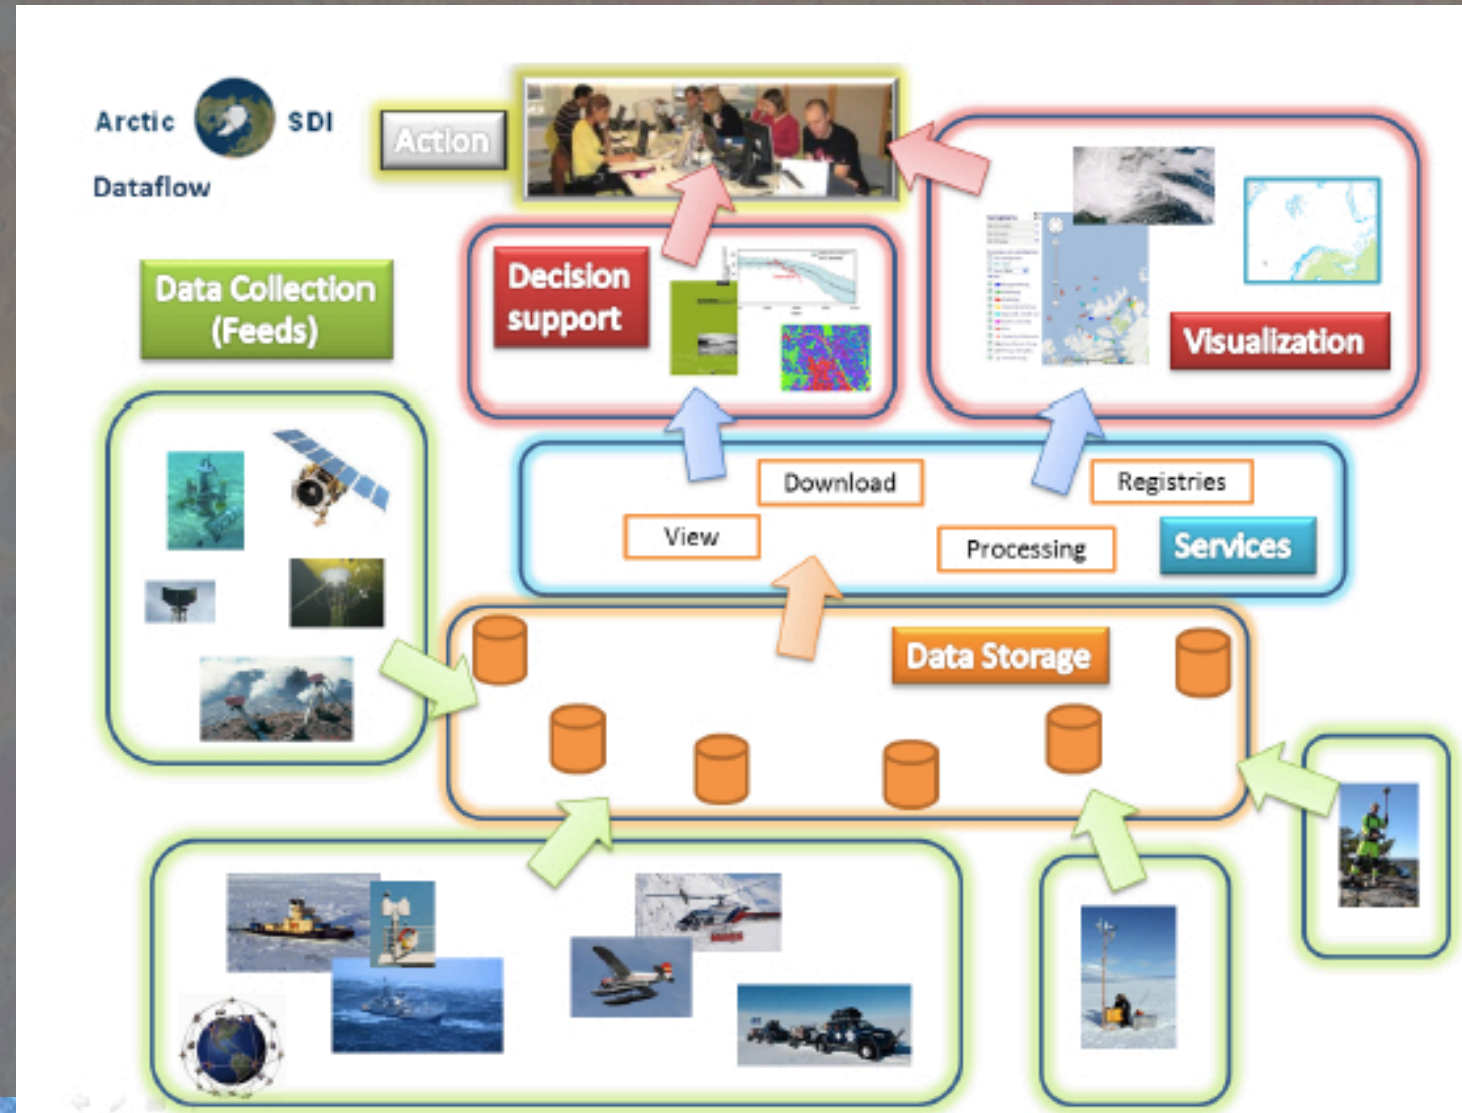 Arctic SDI
Dataflow
Action
Data Collection
(Feeds)
Decision
support
Visualization
Download
Registries
View
Processing
Services
Data Storage